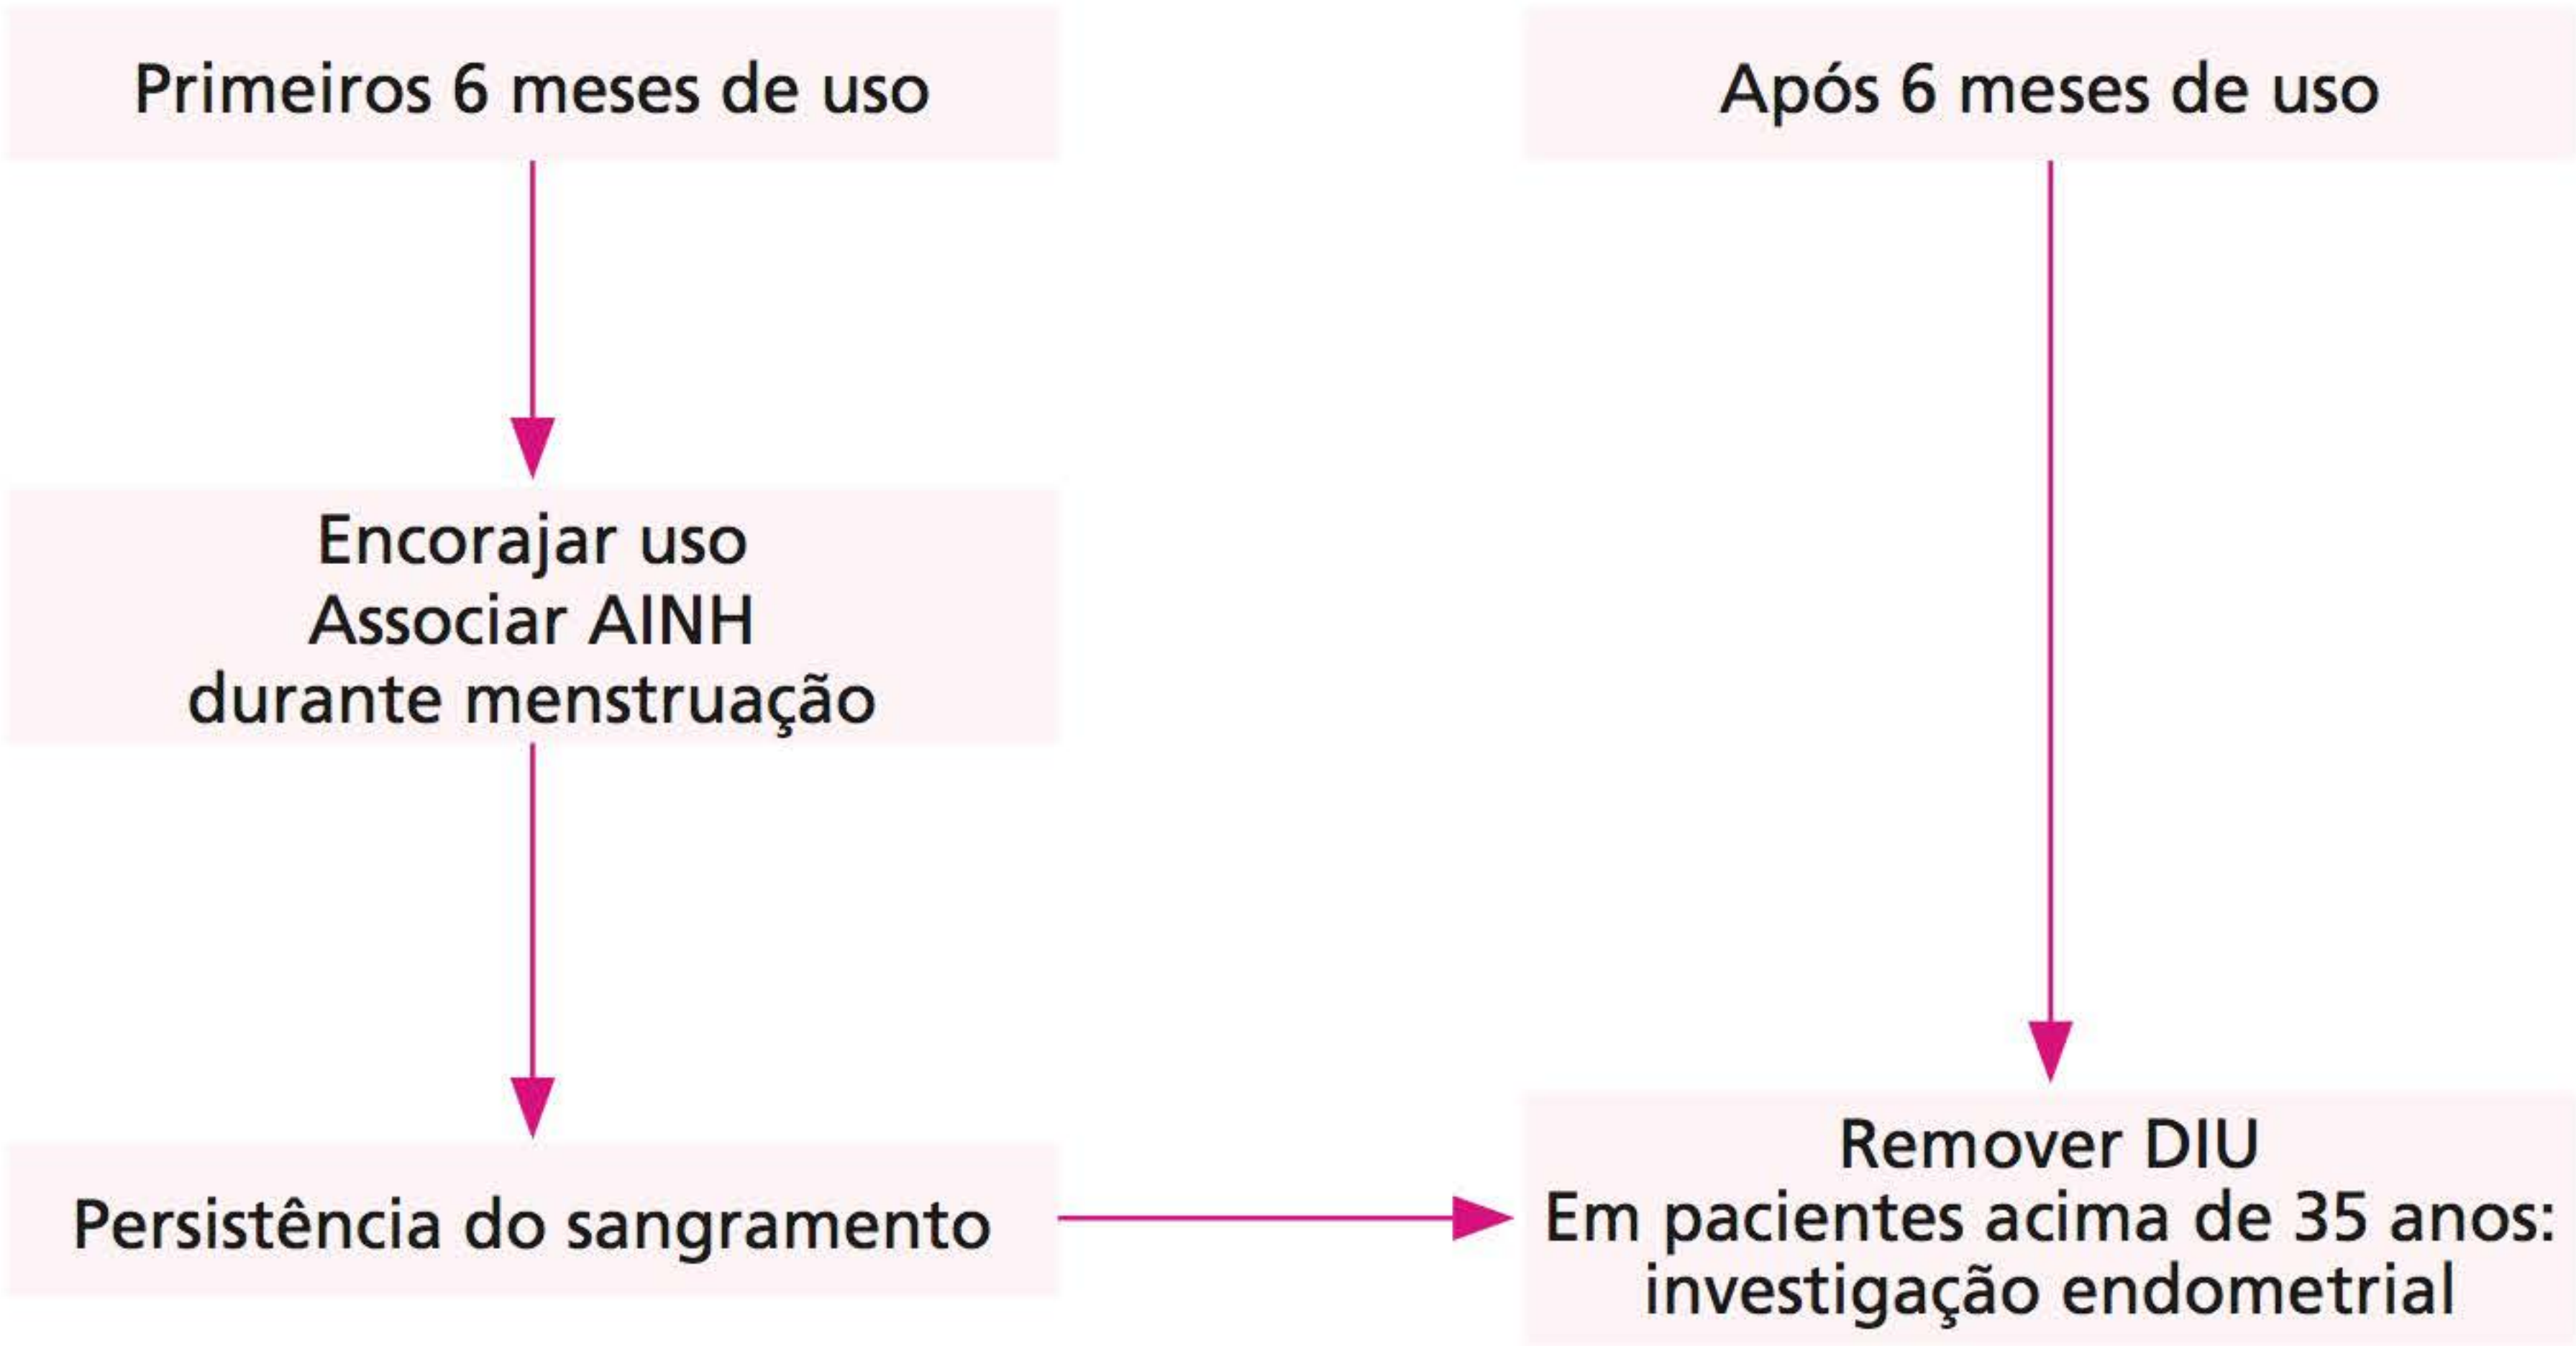 Primeiros 6 meses de uso
Após 6 meses de uso
Encorajar uso
Associar AINH
durante menstruação
Persistência do sangramento
Remover DIU
Em pacientes acima de 35 anos:
investigação endometrial